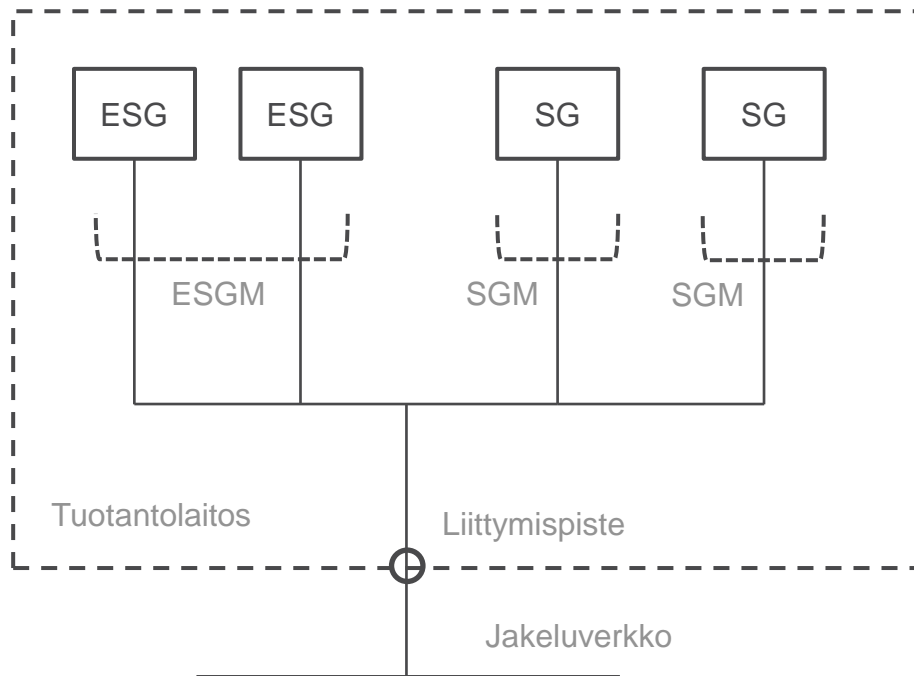 ESG
ESG
SG
SG
ESGM
SGM
SGM
Tuotantolaitos
Liittymispiste
Jakeluverkko